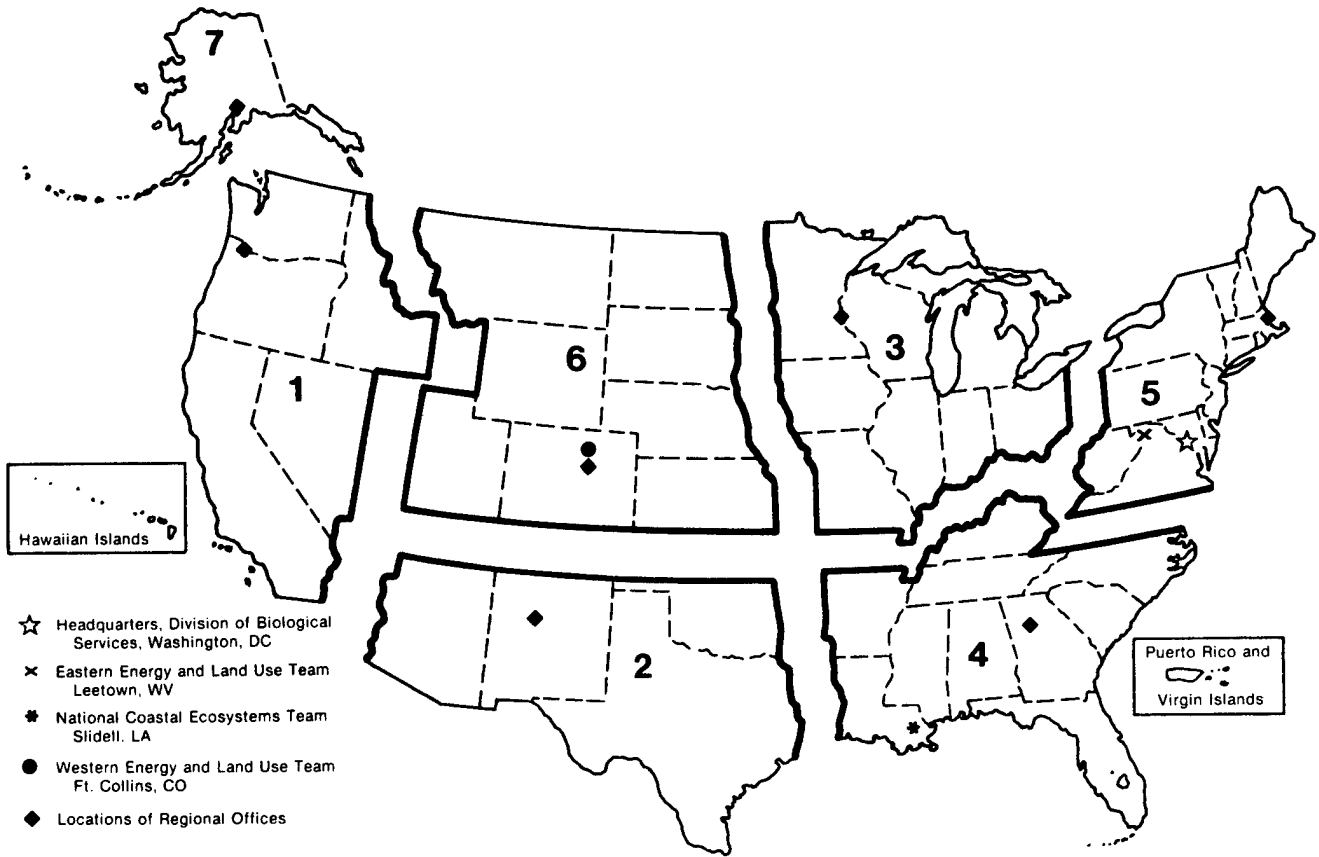 7
6
3
1
5
Hawaiian Islands
☆ Headquarters, Division of Biological
Services, Washington, DC
× Eastern Energy and Land Use Team
Leetown, WV
* National Coastal Ecosystems Team
Slidell. LA
● Western Energy and Land Use Team
Ft. Collins, CO
◆ Locations of Regional Offices
2
4
Puerto Rico and
Virgin Islands